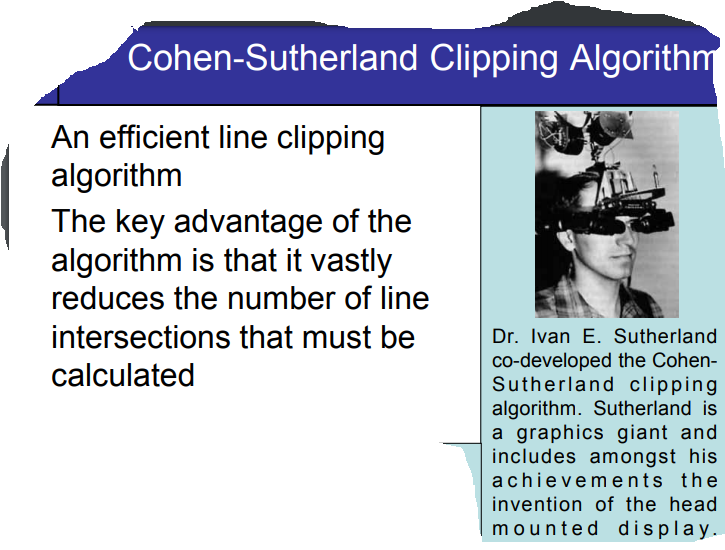 Cohen-Sutherland Clipping Algorithm
An efficient line clipping
algorithm
The key advantage of the
algorithm is that it vastly
reduces the number of line
intersections that must be
calculated
Dr. Ivan E. Sutherland
co-developed the Cohen-
Sutherland clipping
algorithm. Sutherland is
a graphics giant and
includes amongst his
achievements the
invention of the head
mounted display.